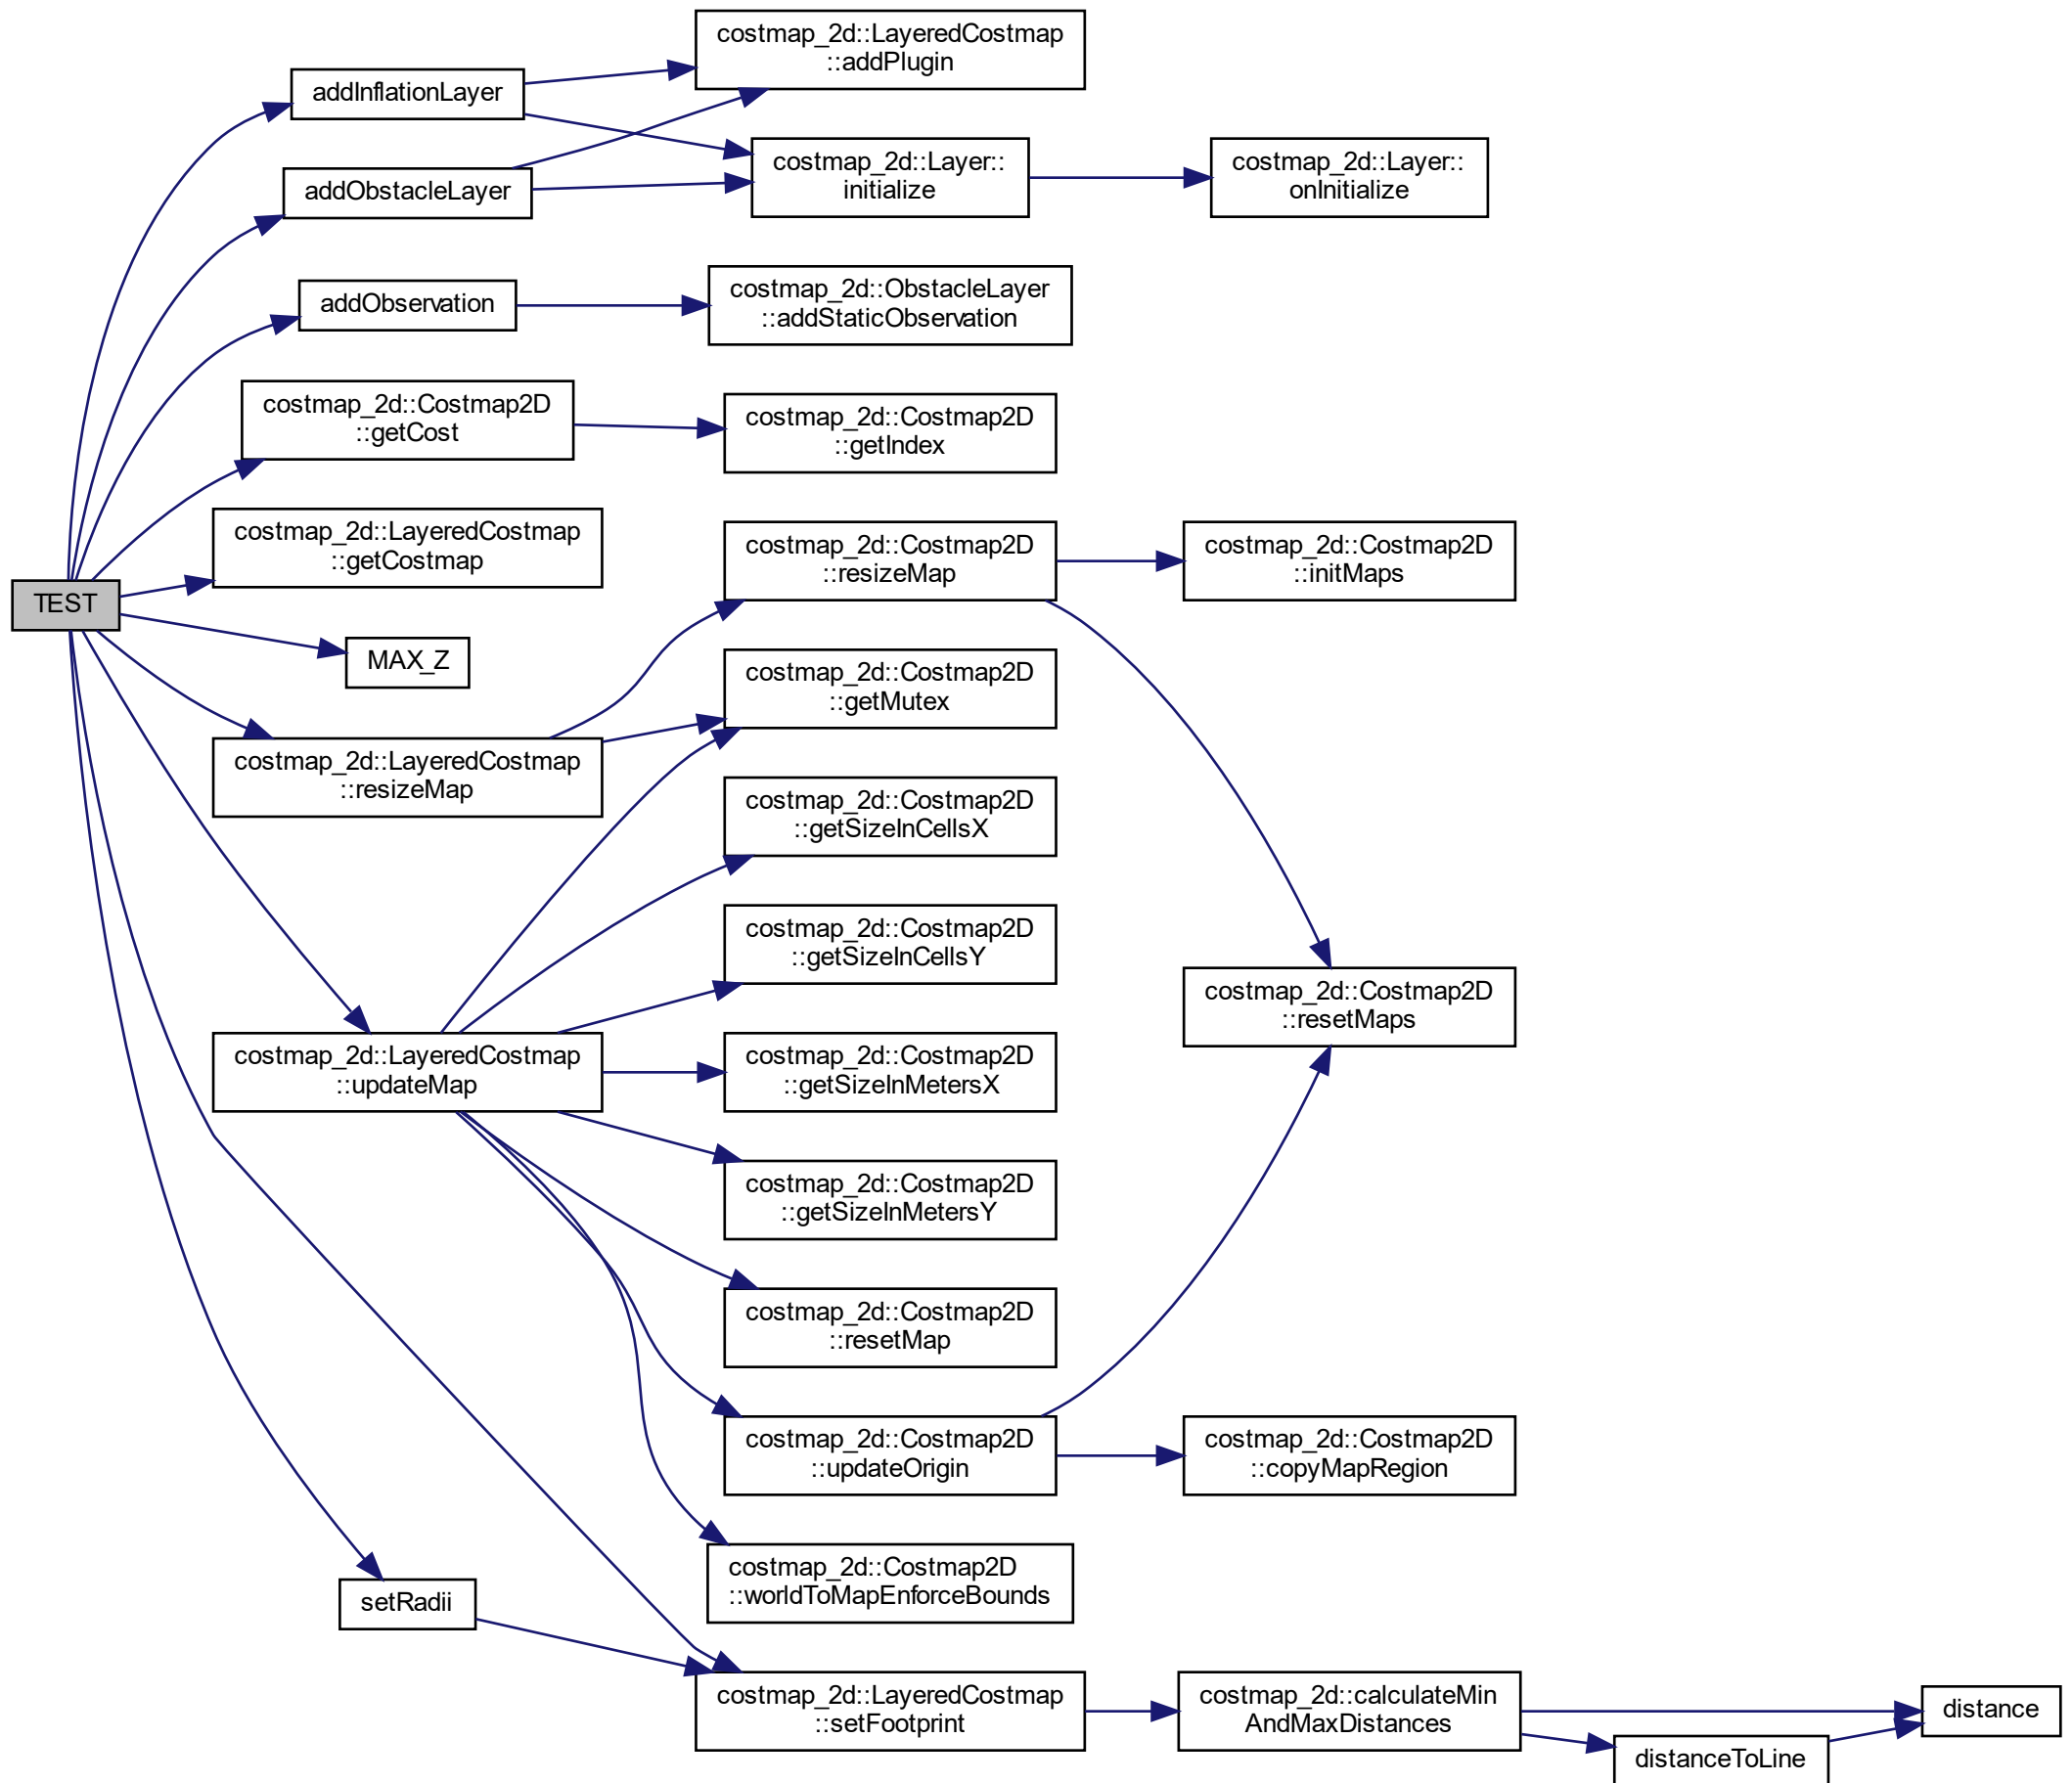 TEST
addInflationLayer
addObstacleLayer
addObservation
costmap_2d::Costmap2D
::getCost
costmap_2d::LayeredCostmap
::getCostmap
MAX_Z
costmap_2d::LayeredCostmap
::resizeMap
costmap_2d::LayeredCostmap
::updateMap
setRadii
costmap_2d::LayeredCostmap
::addPlugin
costmap_2d::Layer::
initialize
costmap_2d::ObstacleLayer
::addStaticObservation
costmap_2d::Costmap2D
::getIndex
costmap_2d::Costmap2D
::resizeMap
costmap_2d::Costmap2D
::getMutex
costmap_2d::Costmap2D
::getSizeInCellsX
costmap_2d::Costmap2D
::getSizeInCellsY
costmap_2d::Costmap2D
::getSizeInMetersX
costmap_2d::Costmap2D
::getSizeInMetersY
costmap_2d::Costmap2D
::resetMap
costmap_2d::Costmap2D
::updateOrigin
costmap_2d::Costmap2D
::worldToMapEnforceBounds
costmap_2d::LayeredCostmap
::setFootprint
costmap_2d::Layer::
onInitialize
costmap_2d::Costmap2D
::initMaps
costmap_2d::Costmap2D
::resetMaps
costmap_2d::Costmap2D
::copyMapRegion
costmap_2d::calculateMin
AndMaxDistances
distance
distanceToLine